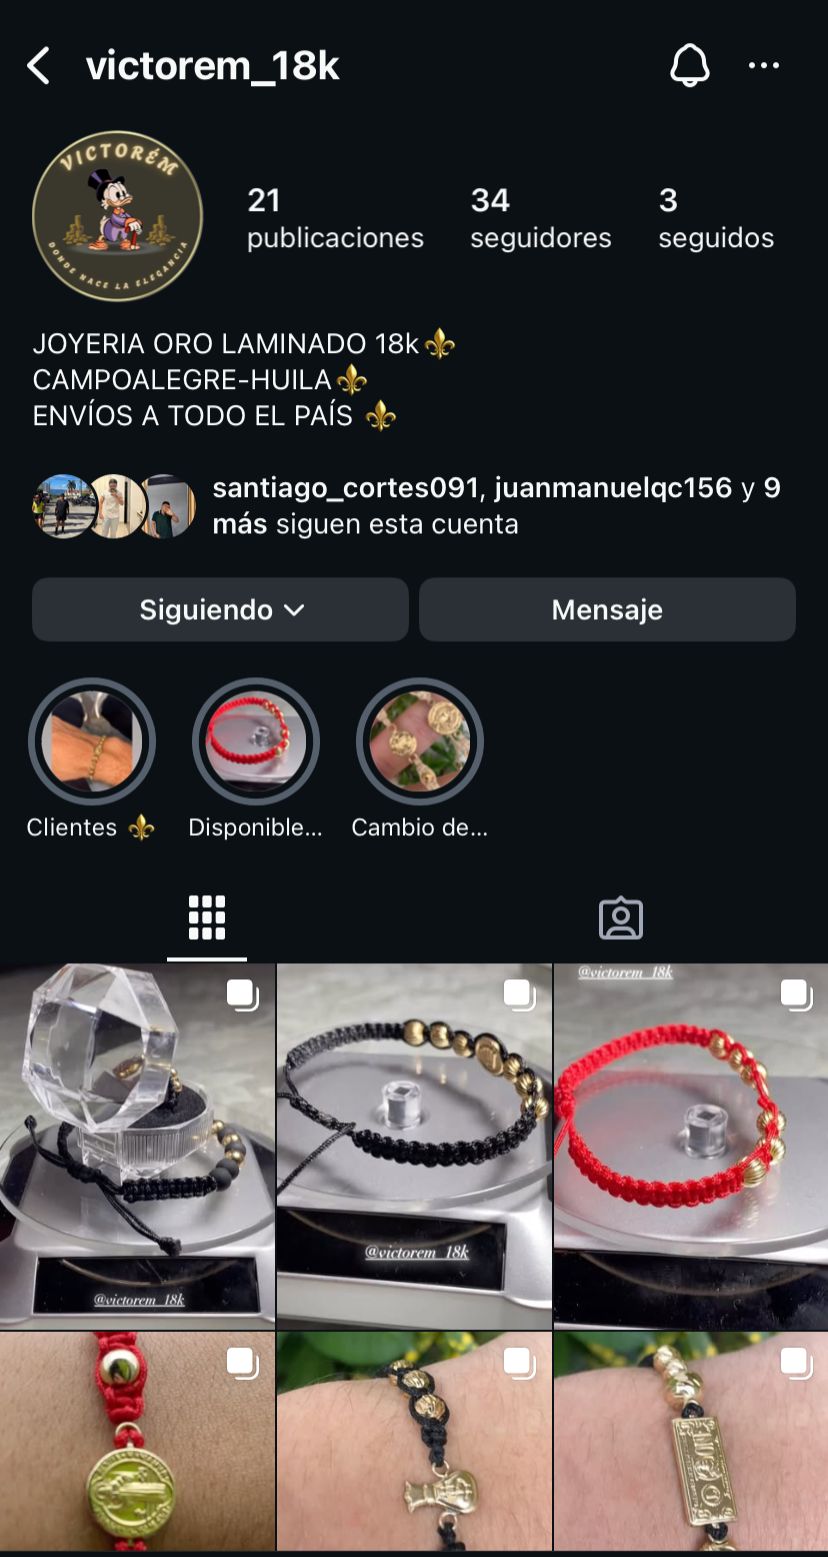 victorem_18k
VICTORÉM
DONDE NACE LA ELEGANCIA
21
publicaciones
34
seguidores
3
seguidos
JOYERIA ORO LAMINADO 18k⚜️
CAMPOALEGRE-HUILA⚜️
ENVÍOS A TODO EL PAÍS ⚜️
santiago_cortes091, juanmanuelqc156 y 9
más siguen esta cuenta
Siguiendo
Mensaje
Clientes ⚜️
Disponible...
Cambio de...
@victorem_18k
@victorem_18k
@victorem_18k